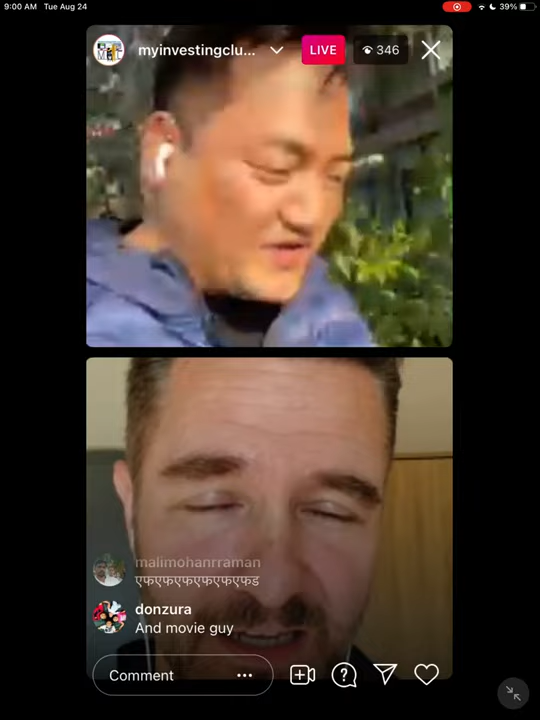 9:00 AM Tue Aug 24
39%
myinvestingclu...
LIVE
346
malimohanrraman
एफएफएफएफएफएफड
donzura
And movie guy
Comment